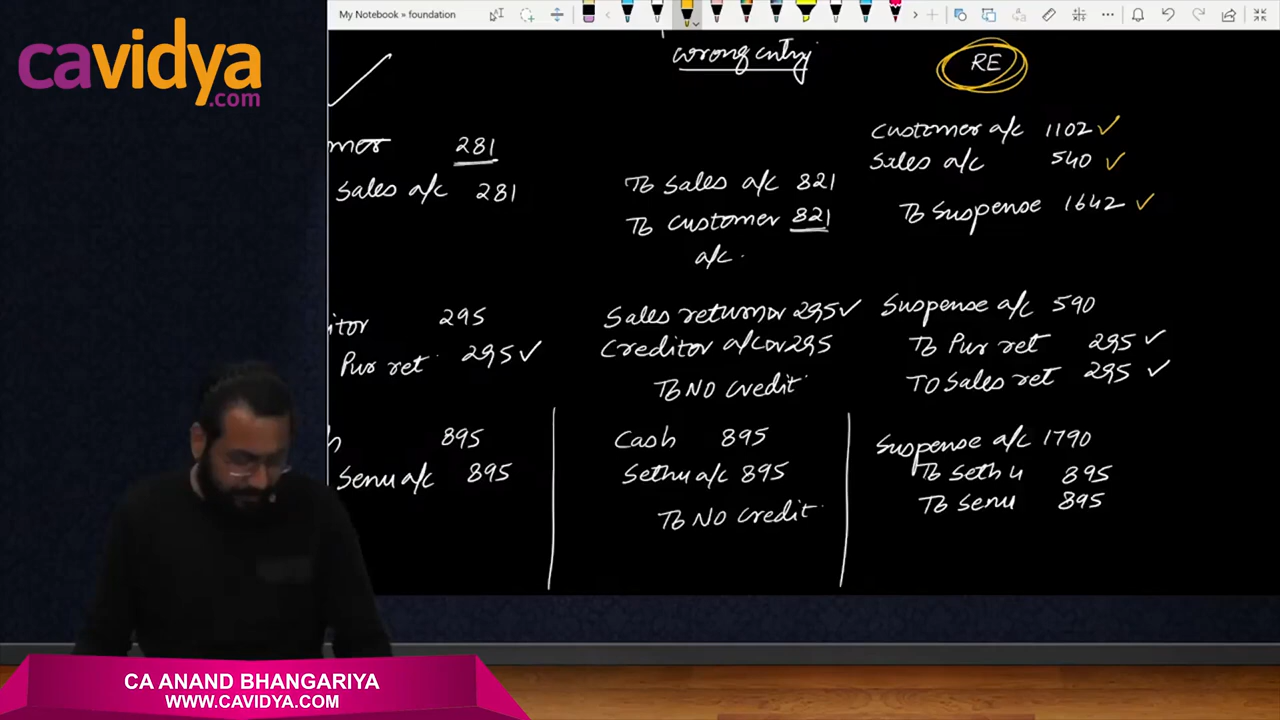 cavidya
.com
My Notebook » foundation
wrong entry
RE
mer 281
Sales a/c 281
To Sales a/c 821
To customer 821
a/c
Customer a/c 1102 ✓
Sales a/c 540 ✓
To Suspense 1642 ✓
itor 295
Pur ret 295 ✓
Sales return Dr 295 ✓
Creditor a/c Dr 295
To No credit
Suspense a/c 590
To Pur ret 295 ✓
TO Sales ret 295 ✓
h 895
Senu a/c 895
Cash 895
Sethu a/c 895
To No credit
Suspense a/c 1790
To Sethu 895
To Senu 895
CA ANAND BHANGARIYA
WWW.CAVIDYA.COM